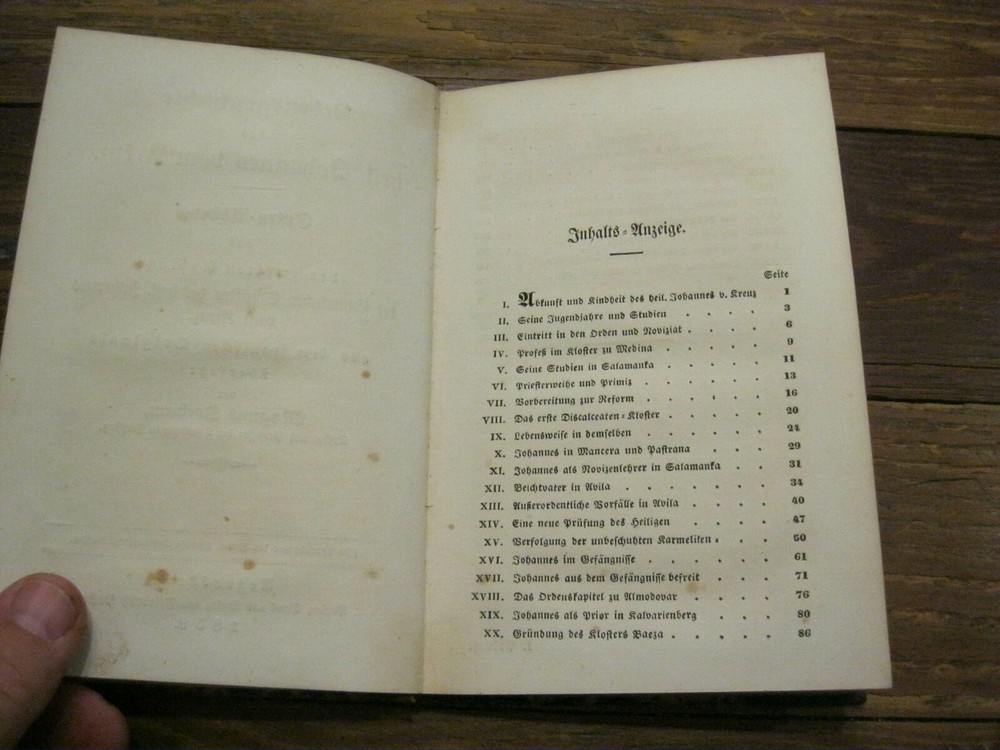 Inhalts-Anzeige.
Seite
I. Abkunft und Kindheit des heil. Johannes v. Kreuz 1
II. Seine Jugendjahre und Studien . . . . 3
III. Eintritt in den Orden und Noviziat . . . . 6
IV. Profeß im Kloster zu Medina . . . . . 9
V. Seine Studien in Salamanka . . . . . 11
VI. Priesterweihe und Primiz . . . . . 13
VII. Vorbereitung zur Reform . . . . . 16
VIII. Das erste Discalceaten-Kloster . . . . . 20
IX. Lebensweise in demselben . . . . . 24
X. Johannes in Mancera und Pastrana . . . 29
XI. Johannes als Novizenlehrer in Salamanka . . 31
XII. Beichtvater in Avila . . . . . . 34
XIII. Außerordentliche Vorfälle in Avila . . . . 40
XIV. Eine neue Prüfung des Heiligen . . . . 47
XV. Verfolgung der unbeschuhten Karmeliten . . . 50
XVI. Johannes im Gefängnisse . . . . . 61
XVII. Johannes aus dem Gefängnisse befreit . . . 71
XVIII. Das Ordenskapitel zu Almodovar . . . . 76
XIX. Johannes als Prior in Kalvarienberg . . . 80
XX. Gründung des Klosters Baeza . . . . . 86